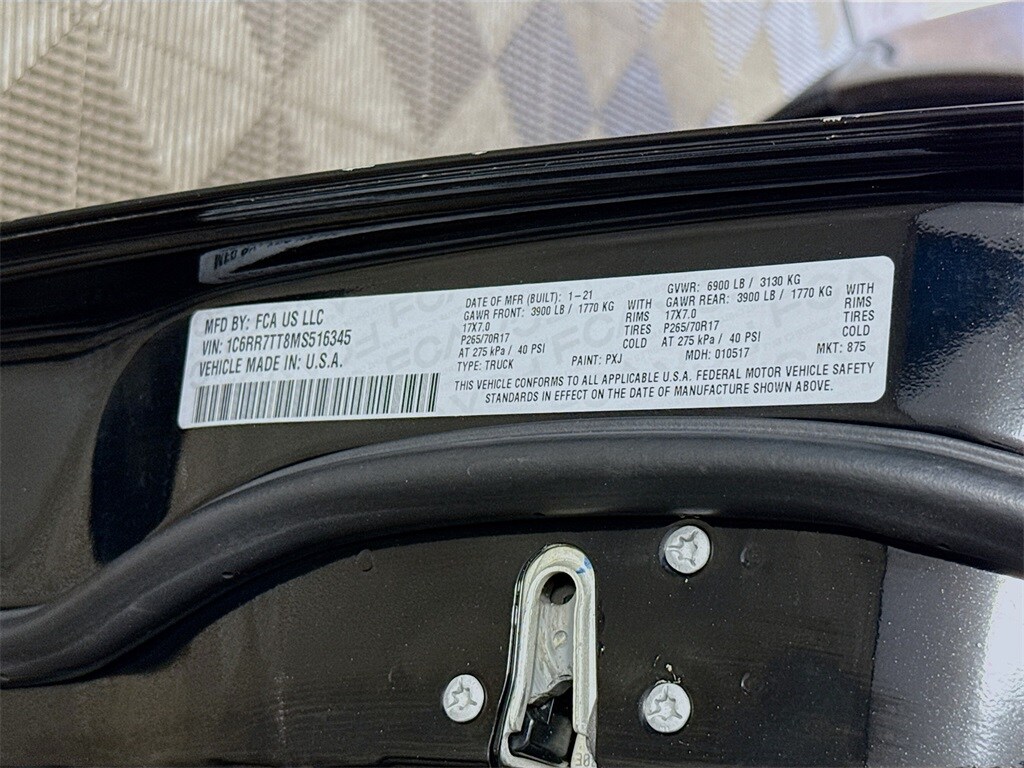 MFD BY: FCA US LLC
VIN: 1C6RR7TT8MS516345
VEHICLE MADE IN: U.S.A.
DATE OF MFR (BUILT): 1-21
GAWR FRONT: 3900 LB / 1770 KG WITH
17X7.0 RIMS
P265/70R17 TIRES
AT 275 kPa / 40 PSI COLD
TYPE: TRUCK PAINT: PXJ
GVWR: 6900 LB / 3130 KG
GAWR REAR: 3900 LB / 1770 KG WITH
17X7.0 RIMS
P265/70R17 TIRES
AT 275 kPa / 40 PSI COLD
MDH: 010517 MKT: 875
THIS VEHICLE CONFORMS TO ALL APPLICABLE U.S.A. FEDERAL MOTOR VEHICLE SAFETY
STANDARDS IN EFFECT ON THE DATE OF MANUFACTURE SHOWN ABOVE.